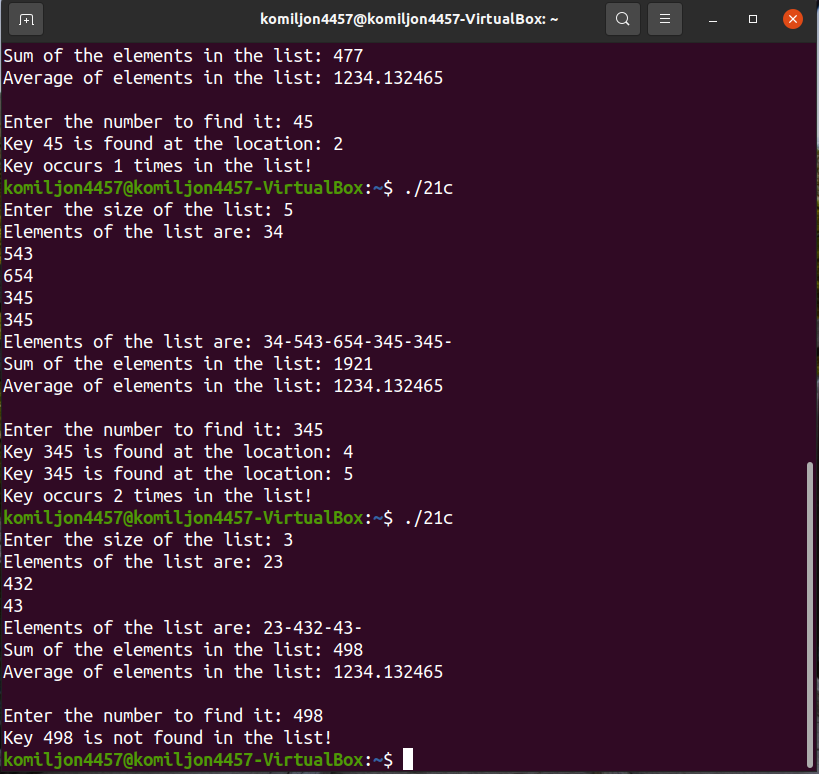 komiljon4457@komiljon4457-VirtualBox: ~
Sum of the elements in the list: 477
Average of elements in the list: 1234.132465

Enter the number to find it: 45
Key 45 is found at the location: 2
Key occurs 1 times in the list!
komiljon4457@komiljon4457-VirtualBox:~$ ./21c
Enter the size of the list: 5
Elements of the list are: 34
543
654
345
345
Elements of the list are: 34-543-654-345-345-
Sum of the elements in the list: 1921
Average of elements in the list: 1234.132465

Enter the number to find it: 345
Key 345 is found at the location: 4
Key 345 is found at the location: 5
Key occurs 2 times in the list!
komiljon4457@komiljon4457-VirtualBox:~$ ./21c
Enter the size of the list: 3
Elements of the list are: 23
432
43
Elements of the list are: 23-432-43-
Sum of the elements in the list: 498
Average of elements in the list: 1234.132465

Enter the number to find it: 498
Key 498 is not found in the list!
komiljon4457@komiljon4457-VirtualBox:~$